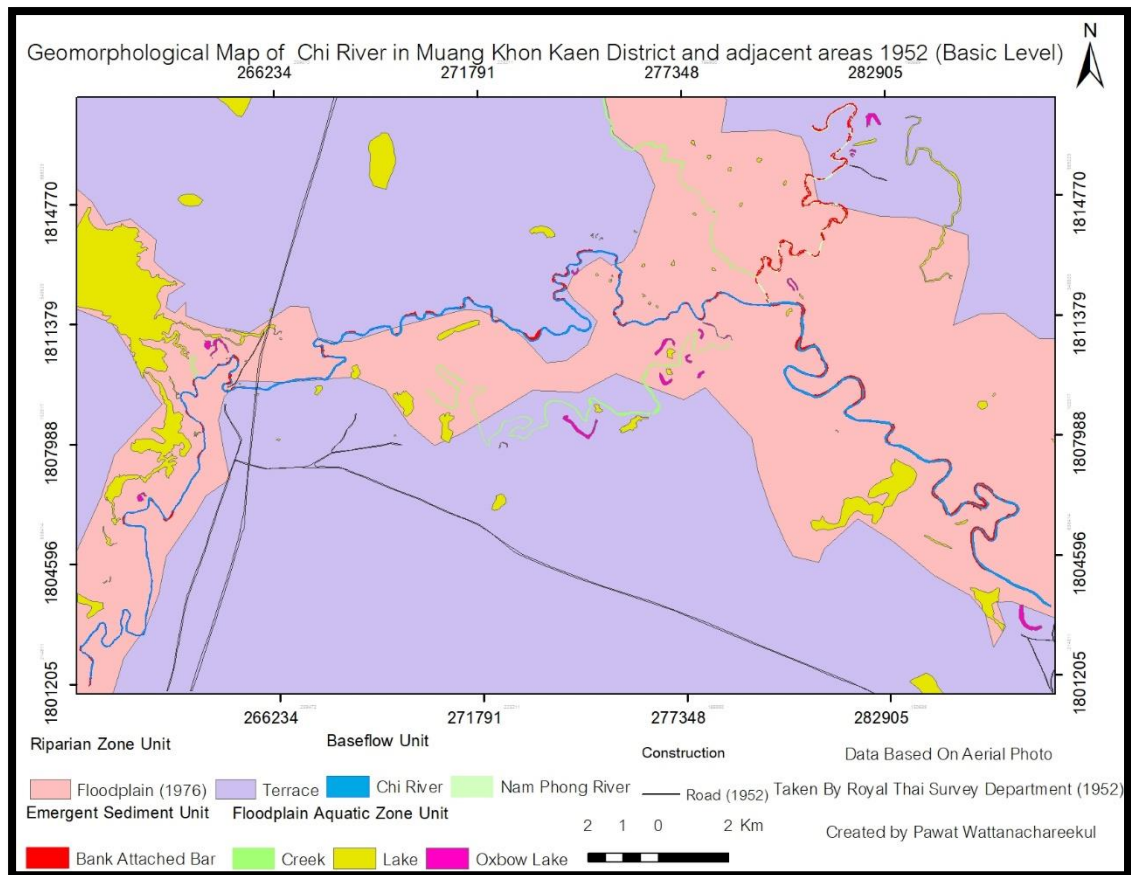 Geomorphological Map of Chi River in Muang Khon Kaen District and adjacent areas 1952 (Basic Level)
N
266234 271791 277348 282905
1814770 1814770
1811379 1811379
1807988 1807988
1804596 1804596
1801205 1801205
266234 271791 277348 282905
Riparian Zone Unit Baseflow Unit Construction Data Based On Aerial Photo
Floodplain (1976) Terrace Chi River Nam Phong River Road (1952) Taken By Royal Thai Survey Department (1952)
Emergent Sediment Unit Floodplain Aquatic Zone Unit 2 1 0 2 Km Created by Pawat Wattanachareekul
Bank Attached Bar Creek Lake Oxbow Lake